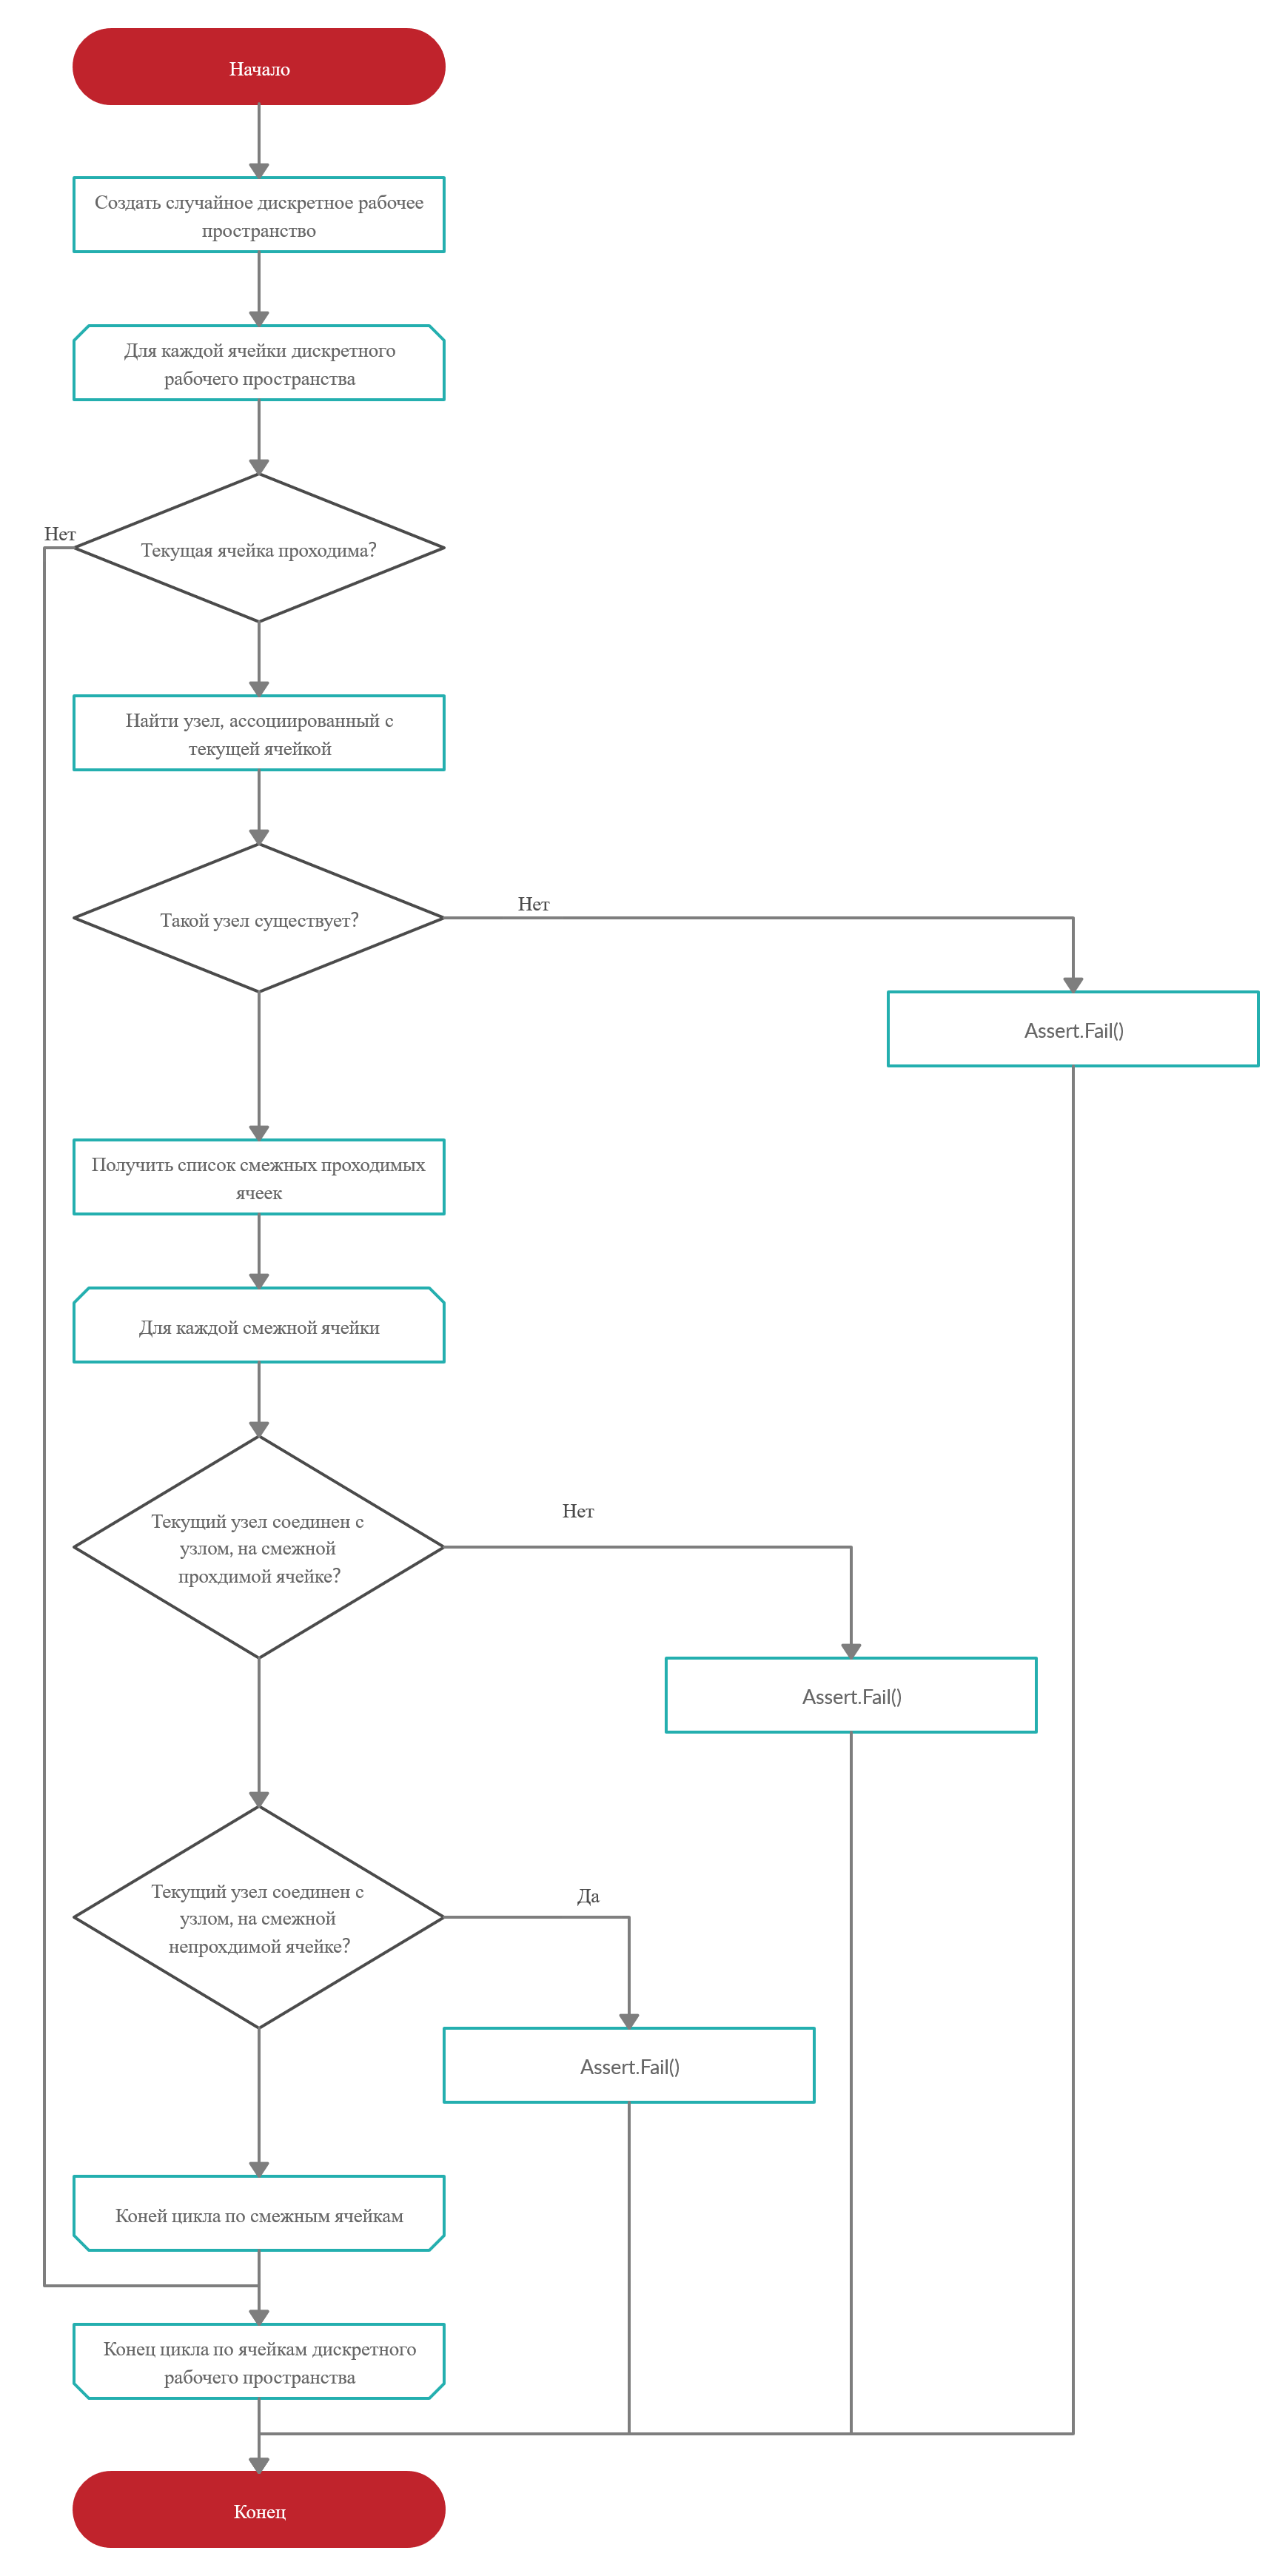 Начало
Создать случайное дискретное рабочее
пространство
Для каждой ячейки дискретного
рабочего пространства
Нет
Текущая ячейка проходима?
Найти узел, ассоциированный с
текущей ячейкой
Нет
Такой узел существует?
Assert.Fail()
Получить список смежных проходимых
ячеек
Для каждой смежной ячейки
Нет
Текущий узел соединен с
узлом, на смежной
прохдимой ячейке?
Assert.Fail()
Да
Текущий узел соединен с
узлом, на смежной
непрохдимой ячейке?
Assert.Fail()
Коней цикла по смежным ячейкам
Конец цикла по ячейкам дискретного
рабочего пространства
Конец